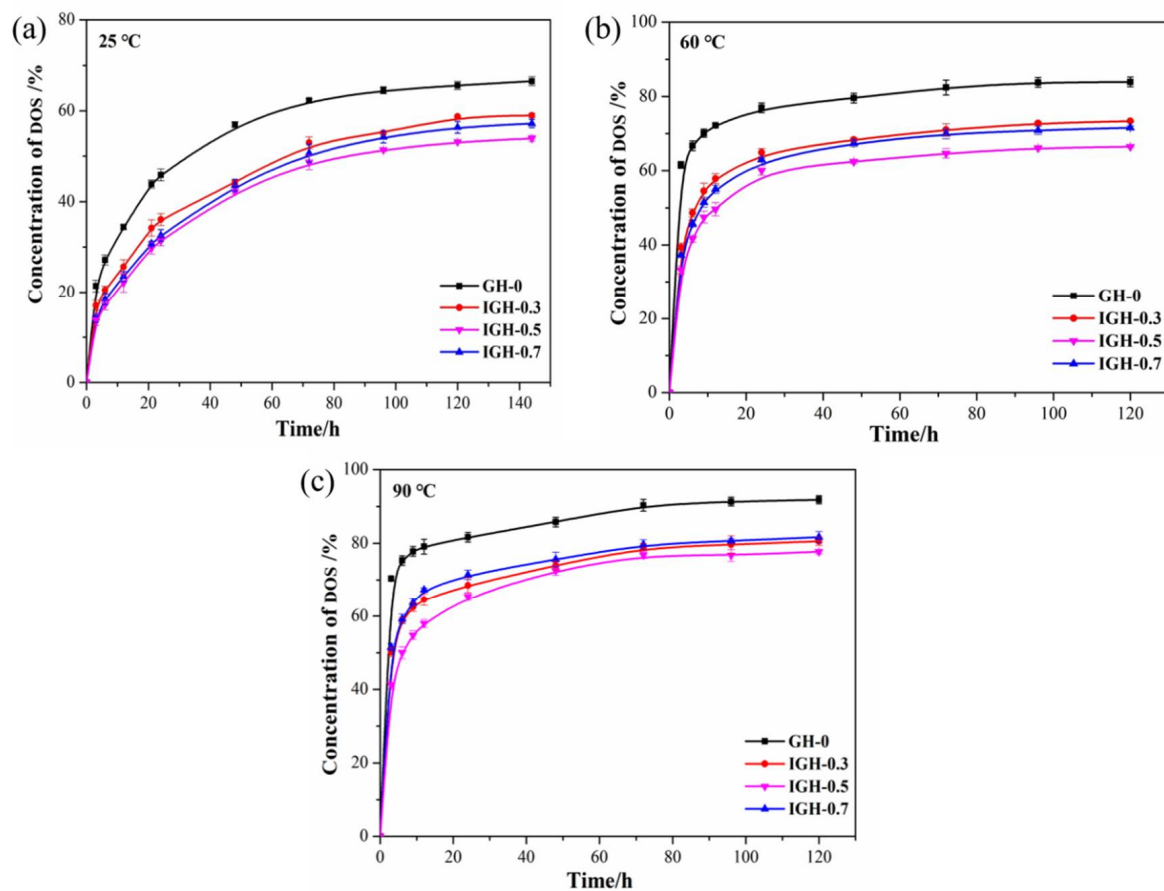 (a)
25 ℃
Concentration of DOS /%
80
60
40
20
0
0 20 40 60 80 100 120 140
Time/h
GH-0
IGH-0.3
IGH-0.5
IGH-0.7
(b)
60 ℃
Concentration of DOS /%
100
80
60
40
20
0
0 20 40 60 80 100 120
Time/h
GH-0
IGH-0.3
IGH-0.5
IGH-0.7
(c)
90 ℃
Concentration of DOS /%
100
80
60
40
20
0
0 20 40 60 80 100 120
Time/h
GH-0
IGH-0.3
IGH-0.5
IGH-0.7